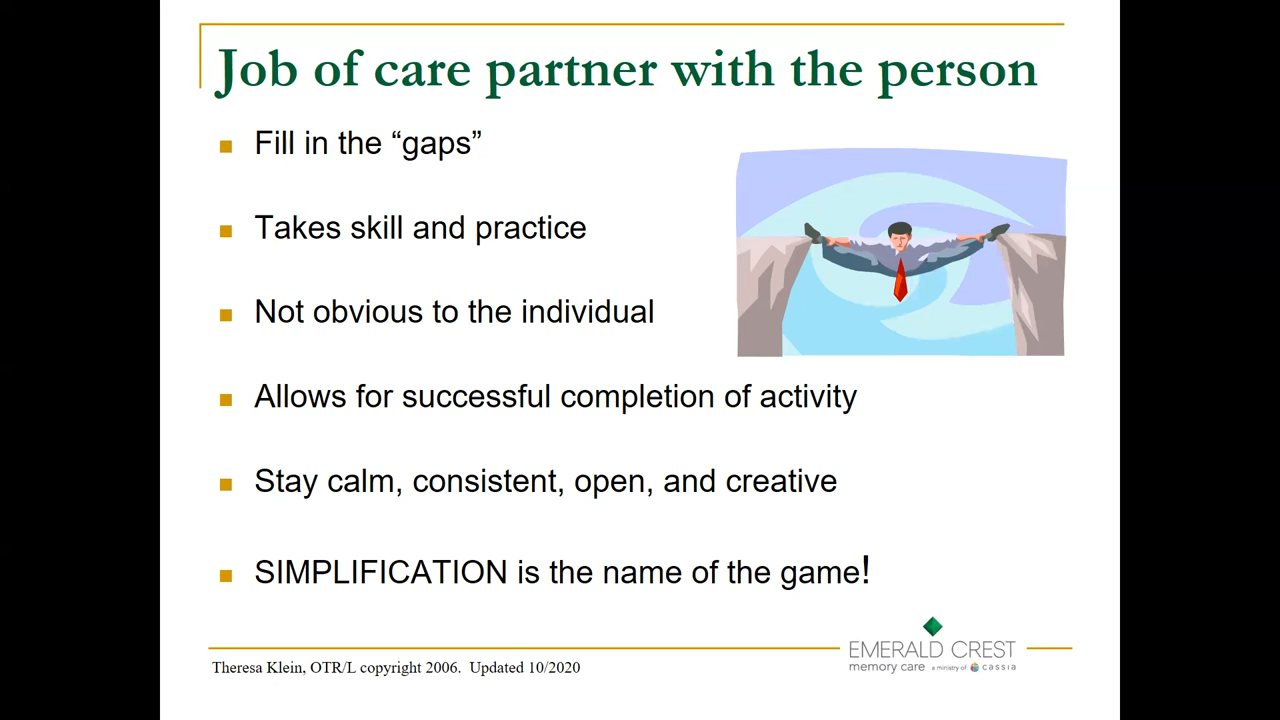 Job of care partner with the person
Fill in the “gaps”
Takes skill and practice
Not obvious to the individual
Allows for successful completion of activity
Stay calm, consistent, open, and creative
SIMPLIFICATION is the name of the game!
EMERALD CREST
memory care a ministry of cassia
Theresa Klein, OTR/L copyright 2006. Updated 10/2020